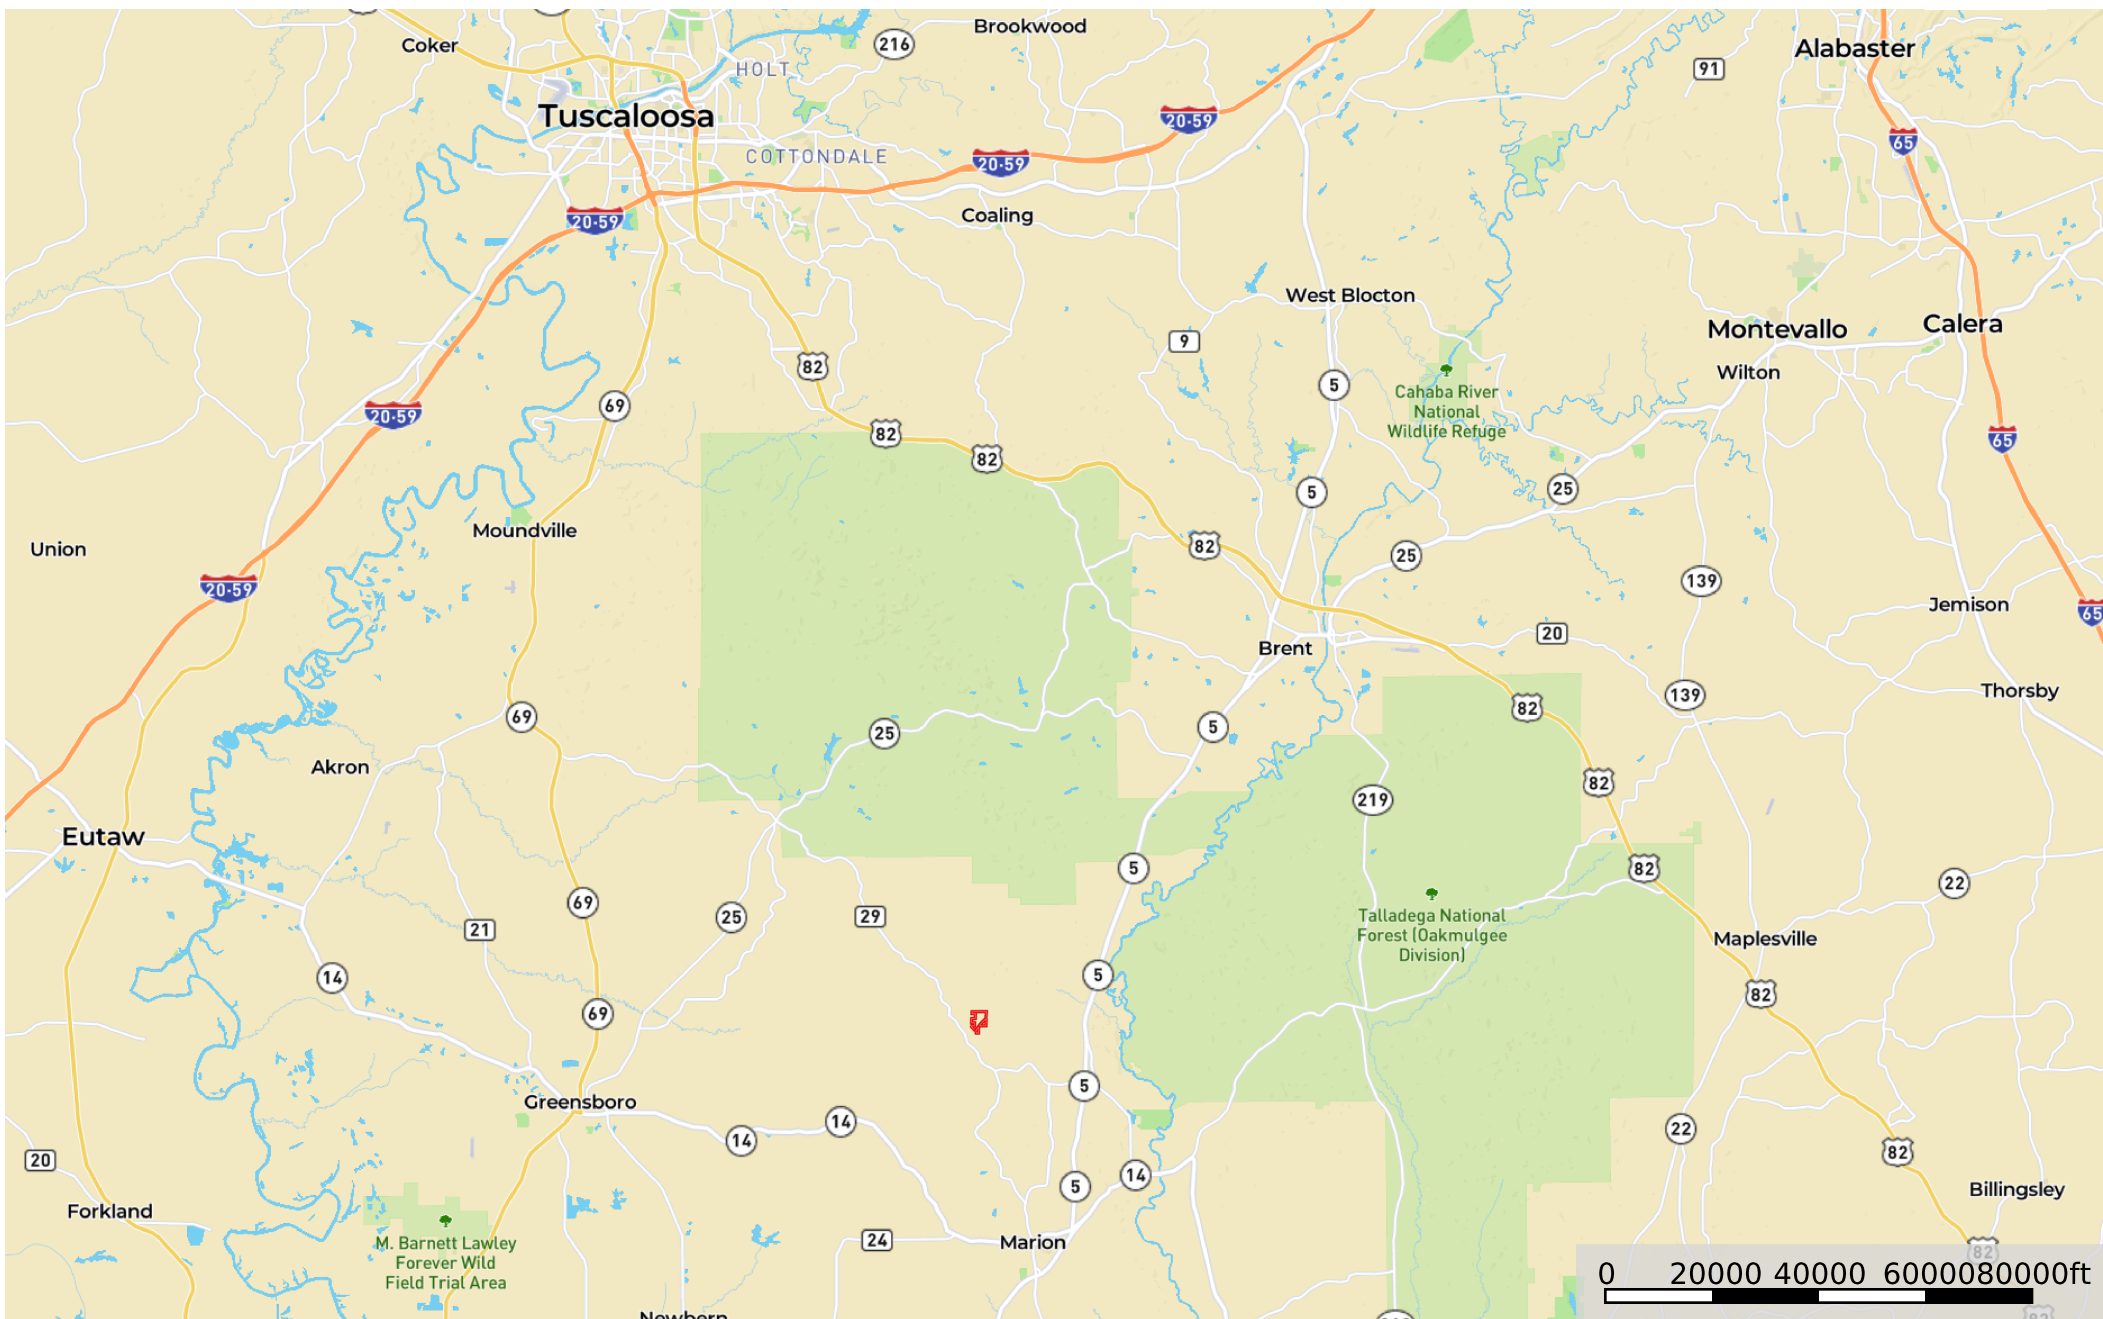 Brookwood
Coker
216
Alabaster
HOLT
91
Tuscaloosa
20-59
65
COTTONDALE
20-59
20-59
Coaling
West Blocton
Montevallo
Calera
9
82
Wilton
5
Cahaba River
National
Wildlife Refuge
69
20-59
82
82
65
5
25
Moundville
Union
82
25
20-59
139
Jemison
65
20
Brent
139
Thorsby
82
69
5
25
Akron
82
219
Eutaw
5
82
22
69
25
29
21
Talladega National
Forest (Oakmulgee
Division)
Maplesville
14
5
82
69
5
Greensboro
14
14
22
82
20
14
5
Billingsley
Forkland
24
Marion
M. Barnett Lawley
Forever Wild
Field Trial Area
82
0 20000 40000 6000080000ft
Newbern
82